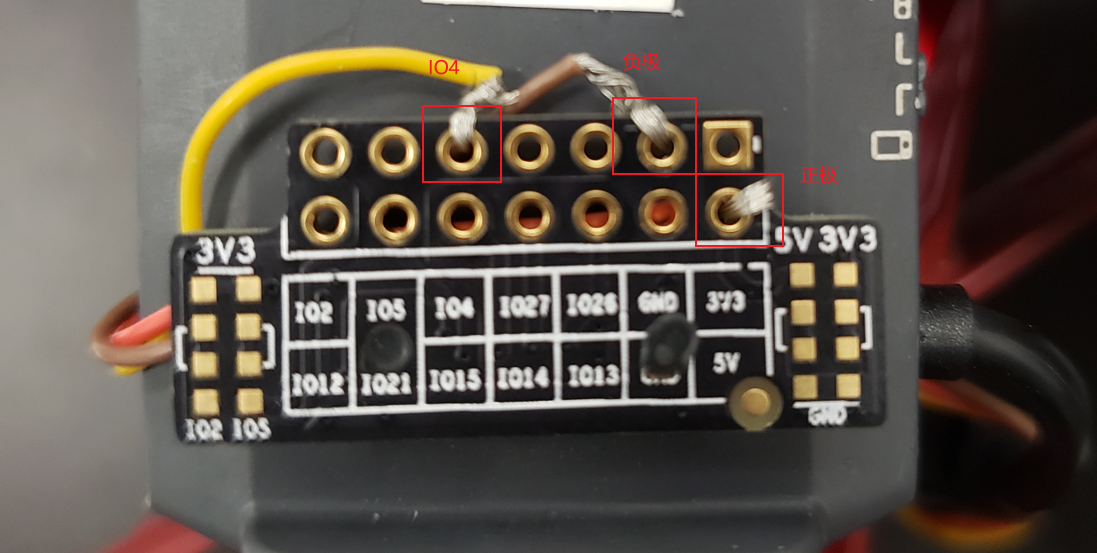 IO4
负极
正极
3V3
5V 3V3
IO2 IO5 IO4 IO27 IO26 GND 3V3
IO12 IO21 IO15 IO14 IO13 GND 5V
IO2 IO5
GND